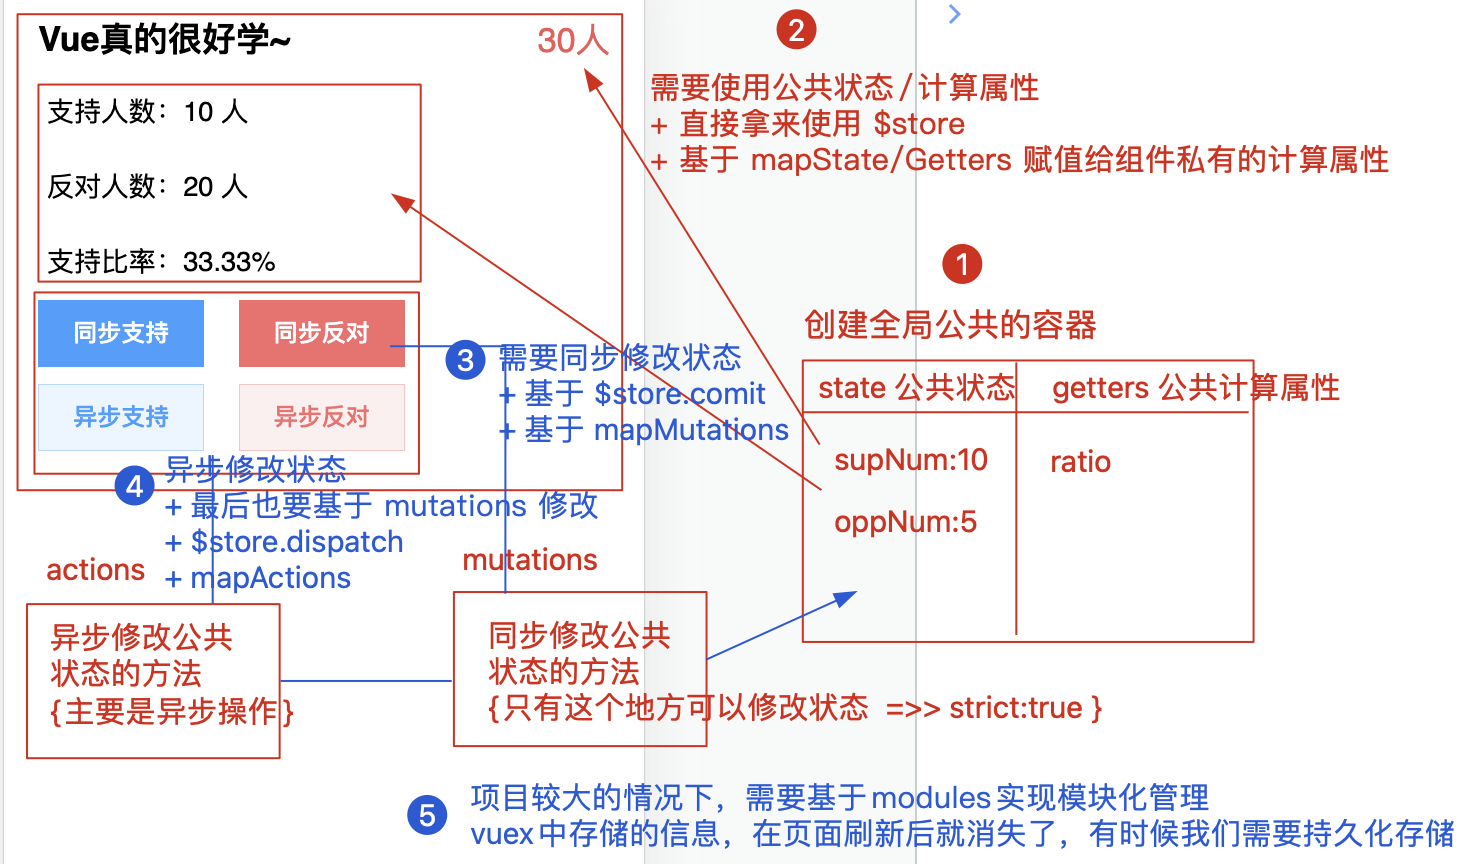 Vue真的很好学~
30人
支持人数：10 人
反对人数：20 人
支持比率：33.33%
同步支持
同步反对
异步支持
异步反对
2
需要使用公共状态/计算属性
+ 直接拿来使用 $store
+ 基于 mapState/Getters 赋值给组件私有的计算属性
1
创建全局公共的容器
state 公共状态
getters 公共计算属性
supNum:10
ratio
oppNum:5
3
需要同步修改状态
+ 基于 $store.comit
+ 基于 mapMutations
4
异步修改状态
+ 最后也要基于 mutations 修改
+ $store.dispatch
+ mapActions
actions
异步修改公共
状态的方法
{主要是异步操作}
mutations
同步修改公共
状态的方法
{只有这个地方可以修改状态 =>> strict:true }
5
项目较大的情况下，需要基于modules实现模块化管理
vuex中存储的信息，在页面刷新后就消失了，有时候我们需要持久化存储